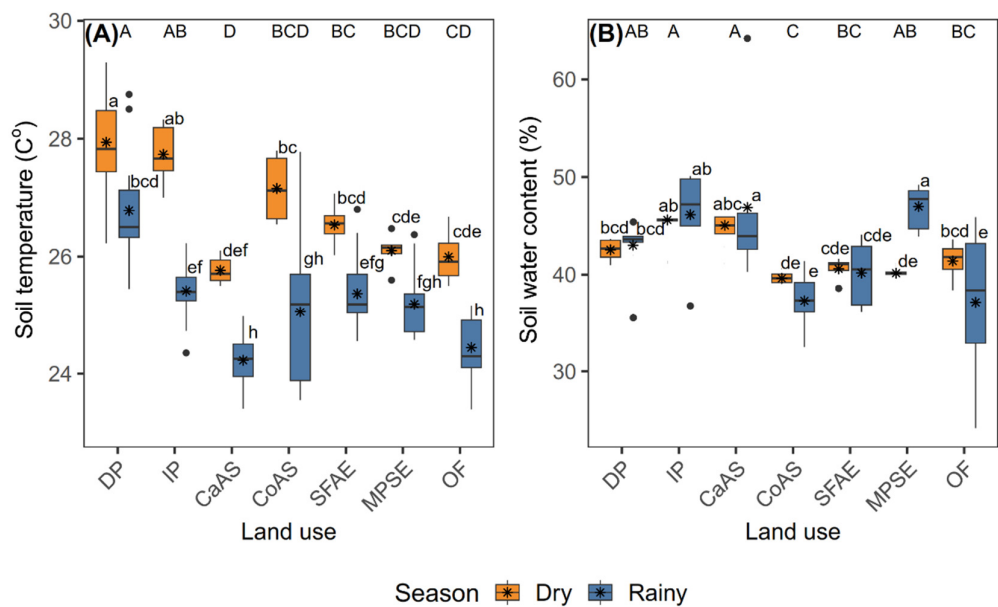 (A) A AB D BCD BC BCD CD
30
28
26
24
Soil temperature (C°)
a
bcd
ab
ef
def
h
bc
gh
bcd
efg
cde
fgh
cde
h
DP IP CaAS CoAS SFAE MPSE OF
Land use
(B) AB A A C BC AB BC
60
50
40
30
Soil water content (%)
bcd
bcd
ab
ab
abc
a
de
e
cde
cde
de
a
bcd
e
DP IP CaAS CoAS SFAE MPSE OF
Land use
Season Dry Rainy